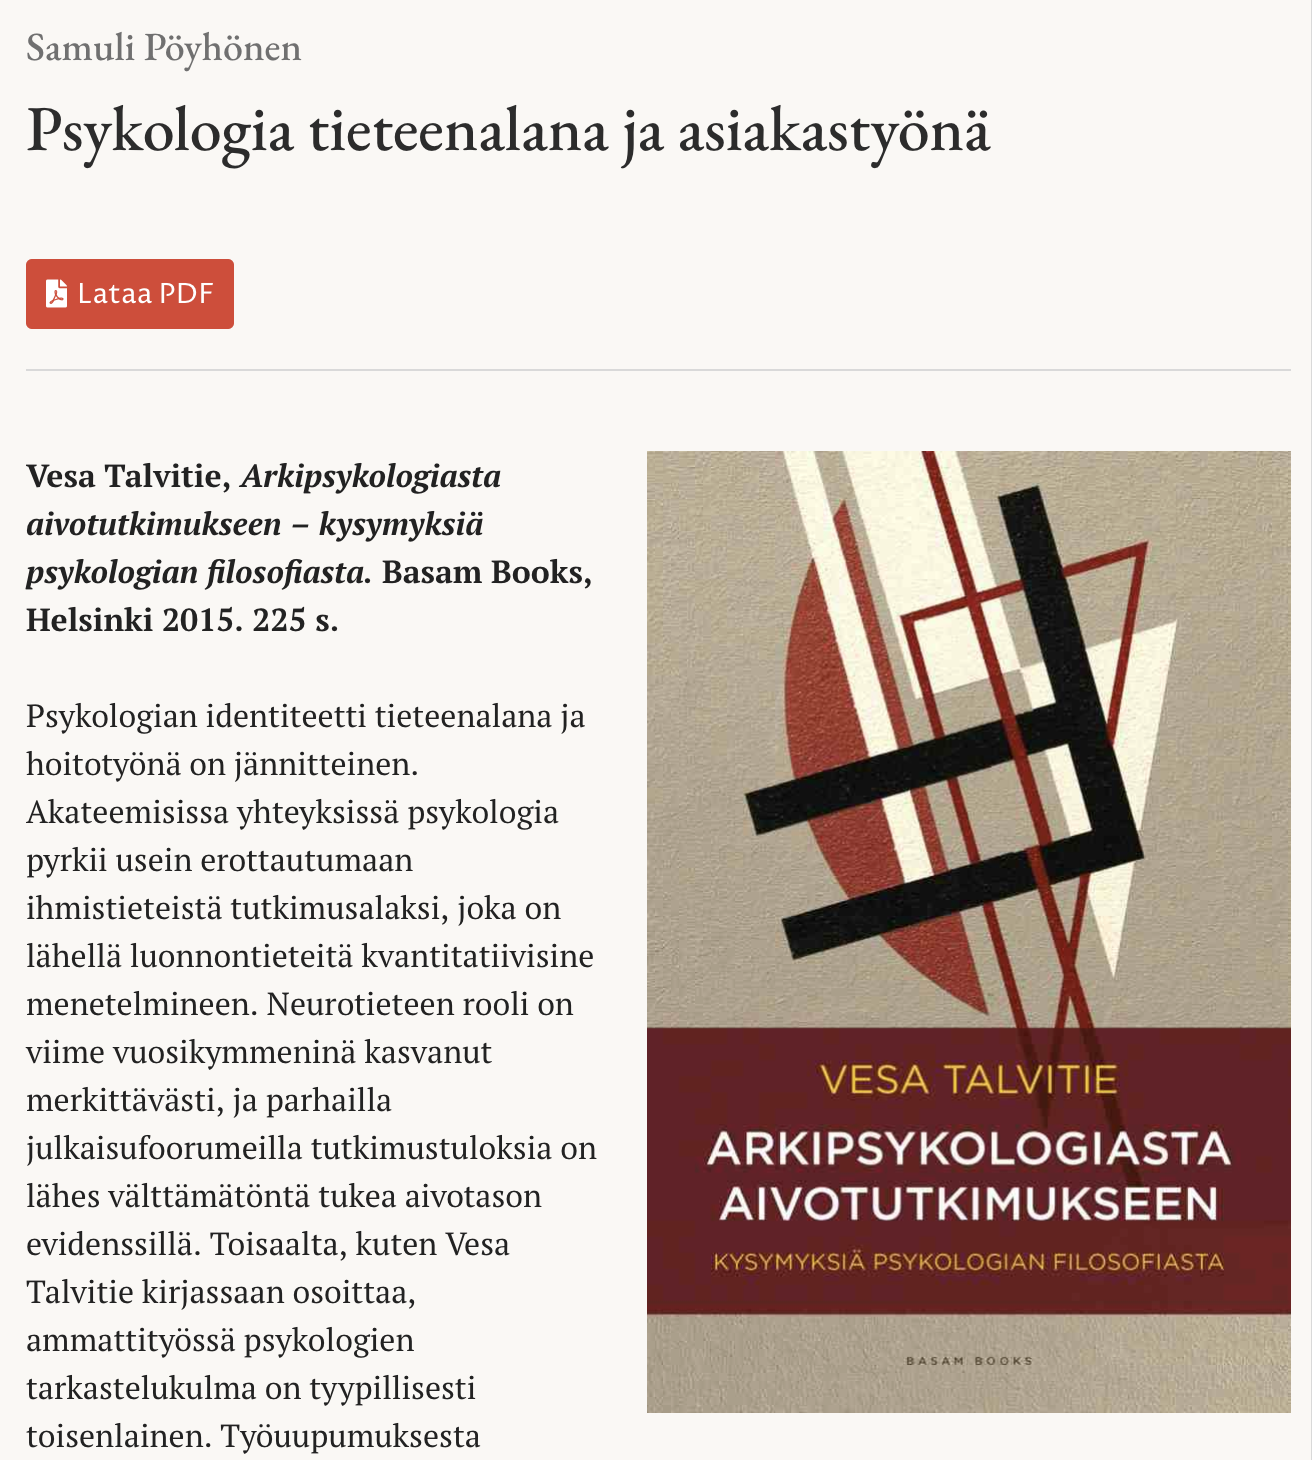 Samuli Pöyhönen
Psykologia tieteenalana ja asiakastyönä
Lataa PDF
Vesa Talvitie, Arkipsykologiasta
aivotutkimukseen – kysymyksiä
psykologian filosofiasta. Basam Books,
Helsinki 2015. 225 s.
Psykologian identiteetti tieteenalana ja
hoitotyönä on jännitteinen.
Akateemisissa yhteyksissä psykologia
pyrkii usein erottautumaan
ihmistieteistä tutkimusalaksi, joka on
lähellä luonnontieteitä kvantitatiivisine
menetelmineen. Neurotieteen rooli on
viime vuosikymmeninä kasvanut
merkittävästi, ja parhailla
julkaisufoorumeilla tutkimustuloksia on
lähes välttämätöntä tukea aivotason
evidenssillä. Toisaalta, kuten Vesa
Talvitie kirjassaan osoittaa,
ammattityössä psykologien
tarkastelukulma on tyypillisesti
toisenlainen. Työuupumuksesta
VESA TALVITIE
ARKIPSYKOLOGIASTA
AIVOTUTKIMUKSEEN
KYSYMYKSIÄ PSYKOLOGIAN FILOSOFIASTA
BASAM BOOKS